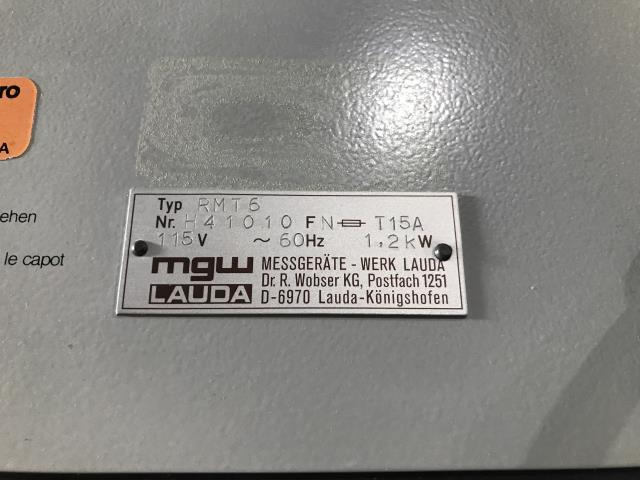 ro
A
ehen
le capot
Typ RMT6
Nr. H41010 FN T15A
115V ~ 60Hz 1,2kW
mgw MESSGERÄTE - WERK LAUDA
LAUDA Dr. R. Wobser KG, Postfach 1251
D-6970 Lauda-Königshofen